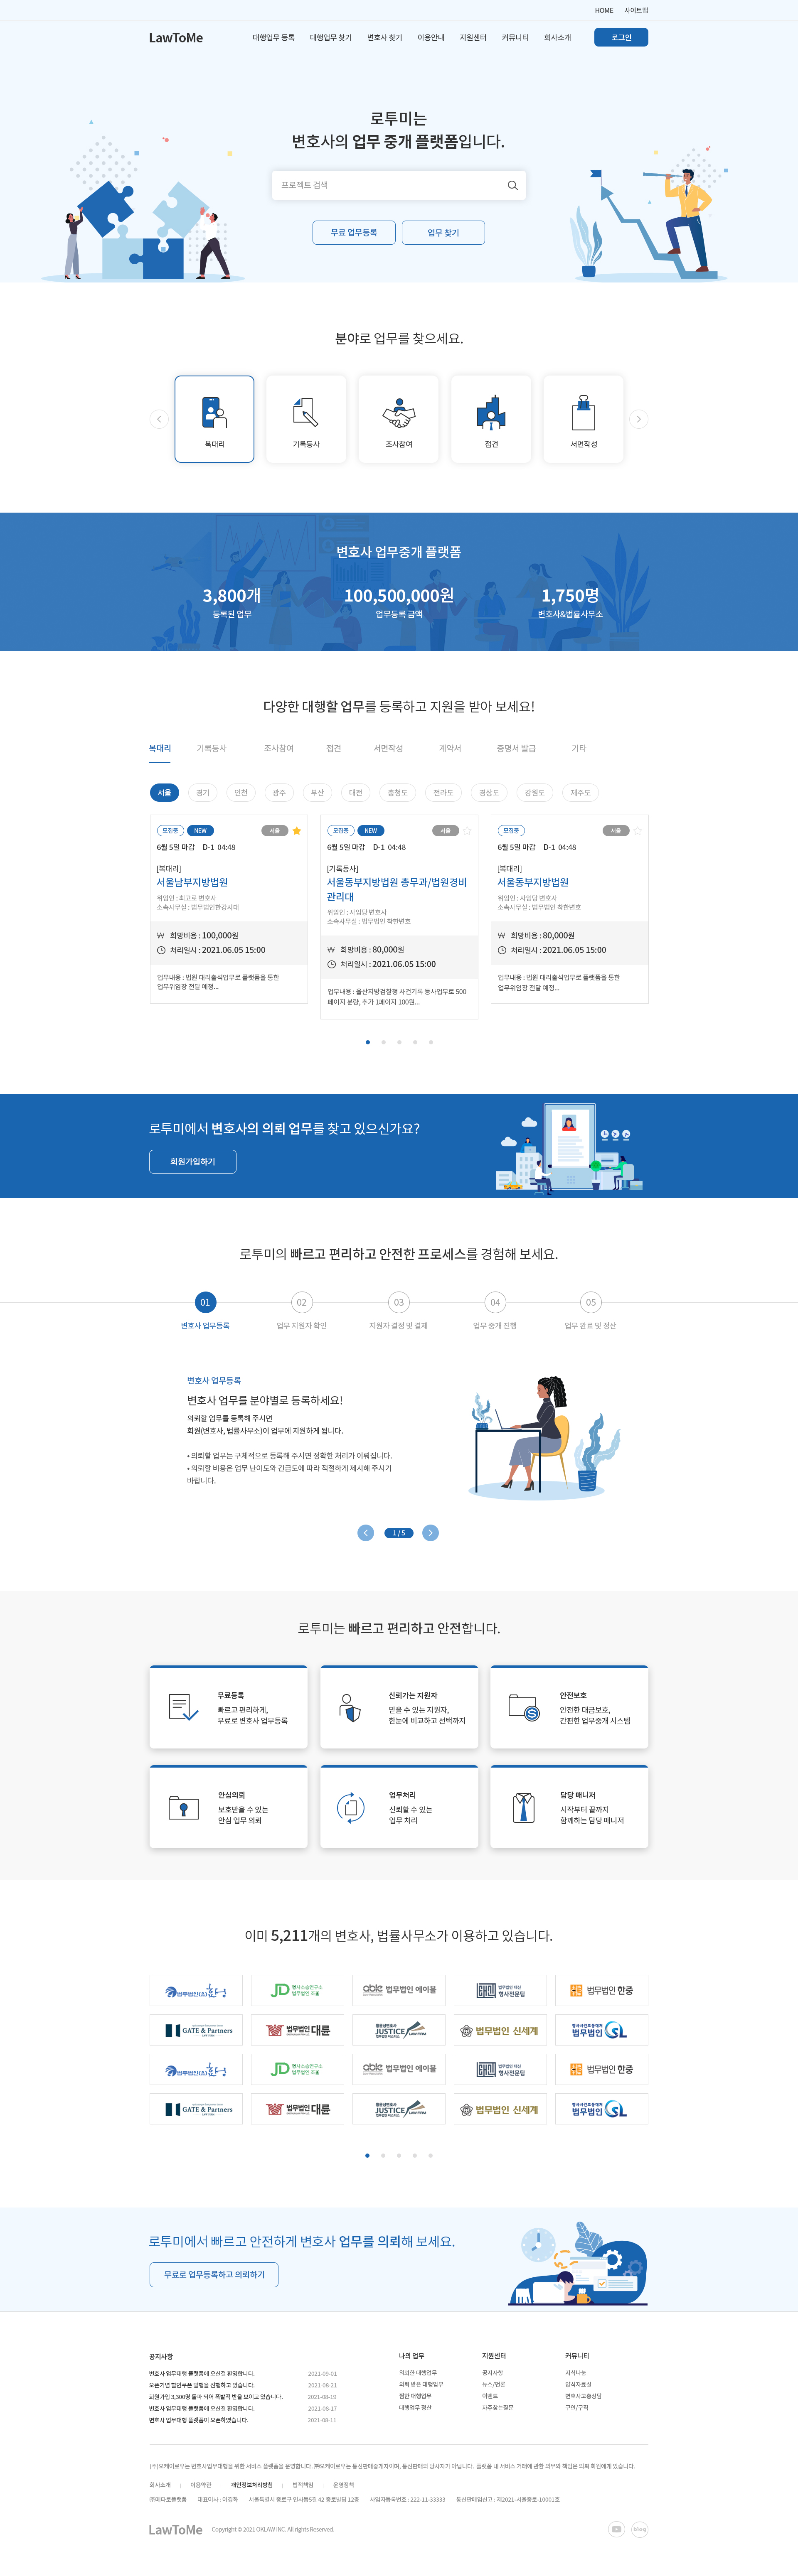 HOME 사이트맵
LawToMe 대행업무 등록 대행업무 찾기 변호사 찾기 이용안내 지원센터 커뮤니티 회사소개 로그인
로투미는
변호사의 업무 중개 플랫폼입니다.
프로젝트 검색
무료 업무등록 업무 찾기
분야로 업무를 찾으세요.
복대리 기록등사 조사참여 접견 서면작성
변호사 업무중개 플랫폼
3,800개 100,500,000원 1,750명
등록된 업무 업무등록 금액 변호사&법률사무소
다양한 대행할 업무를 등록하고 지원을 받아 보세요!
복대리 기록등사 조사참여 접견 서면작성 계약서 증명서 발급 기타
서울 경기 인천 광주 부산 대전 충청도 전라도 경상도 강원도 제주도
모집중 NEW 서울
6월 5일 마감 D-1 04:48
[복대리]
서울남부지방법원
위임인 : 최고로 변호사
소속사무실 : 법무법인한강시대
₩ 희망비용 : 100,000원
처리일시 : 2021.06.05 15:00
업무내용 : 법원 대리출석업무로 플랫폼을 통한
업무위임장 전달 예정...
모집중 NEW 서울
6월 5일 마감 D-1 04:48
[기록등사]
서울동부지방법원 총무과/법원경비
관리대
위임인 : 사임당 변호사
소속사무실 : 법무법인 착한변호
₩ 희망비용 : 80,000원
처리일시 : 2021.06.05 15:00
업무내용 : 울산지방검찰청 사건기록 등사업무로 500
페이지 분량, 추가 1페이지 100원...
모집중 서울
6월 5일 마감 D-1 04:48
[복대리]
서울동부지방법원
위임인 : 사임당 변호사
소속사무실 : 법무법인 착한변호
₩ 희망비용 : 80,000원
처리일시 : 2021.06.05 15:00
업무내용 : 법원 대리출석업무로 플랫폼을 통한
업무위임장 전달 예정...
로투미에서 변호사의 의뢰 업무를 찾고 있으신가요?
회원가입하기
로투미의 빠르고 편리하고 안전한 프로세스를 경험해 보세요.
01 02 03 04 05
변호사 업무등록 업무 지원자 확인 지원자 결정 및 결제 업무 중개 진행 업무 완료 및 정산
변호사 업무등록
변호사 업무를 분야별로 등록하세요!
의뢰할 업무를 등록해 주시면
회원(변호사, 법률사무소)이 업무에 지원하게 됩니다.
• 의뢰할 업무는 구체적으로 등록해 주시면 정확한 처리가 이뤄집니다.
• 의뢰할 비용은 업무 난이도와 긴급도에 따라 적절하게 제시해 주시기
바랍니다.
1 / 5
로투미는 빠르고 편리하고 안전합니다.
무료등록
빠르고 편리하게,
무료로 변호사 업무등록
신뢰가는 지원자
믿을 수 있는 지원자,
한눈에 비교하고 선택까지
안전보호
안전한 대금보호,
간편한 업무중개 시스템
안심의뢰
보호받을 수 있는
안심 업무 의뢰
업무처리
신뢰할 수 있는
업무 처리
담당 매니저
시작부터 끝까지
함께하는 담당 매니저
이미 5,211개의 변호사, 법률사무소가 이용하고 있습니다.
JD 형사소송연구소 able 법무법인 에이블 형사전문팀 법무법인 한중
GATE & Partners 법무법인 대륜 JUSTICE LAW FIRM 법무법인 신세계 법무법인 SL
JD 형사소송연구소 able 법무법인 에이블 형사전문팀 법무법인 한중
GATE & Partners 법무법인 대륜 JUSTICE LAW FIRM 법무법인 신세계 법무법인 SL
로투미에서 빠르고 안전하게 변호사 업무를 의뢰해 보세요.
무료로 업무등록하고 의뢰하기
공지사항
변호사 업무대행 플랫폼에 오신걸 환영합니다. 2021-09-01
오픈기념 할인쿠폰 발행을 진행하고 있습니다. 2021-08-21
회원가입 3,300명 돌파 되어 폭발적 반을 보이고 있습니다. 2021-08-19
변호사 업무대행 플랫폼에 오신걸 환영합니다. 2021-08-17
변호사 업무대행 플랫폼이 오픈하였습니다. 2021-08-11
나의 업무
의뢰한 대행업무
의뢰 받은 대행업무
찜한 대행업무
대행업무 정산
지원센터
공지사항
뉴스/언론
이벤트
자주찾는질문
커뮤니티
지식나눔
양식자료실
변호사고충상담
구인/구직
(주)오케이로우는 변호사업무대행을 위한 서비스 플랫폼을 운영합니다. ㈜오케이로우는 통신판매중개자이며, 통신판매의 당사자가 아닙니다. 플랫폼 내 서비스 거래에 관한 의무와 책임은 의뢰 회원에게 있습니다.
회사소개 이용약관 개인정보처리방침 법적책임 운영정책
㈜메타로플랫폼 대표이사 : 이경화 서울특별시 종로구 인사동5길 42 종로빌딩 12층 사업자등록번호 : 222-11-33333 통신판매업신고 : 제2021-서울종로-10001호
LawToMe Copyright © 2021 OKLAW INC. All rights Reserved. blog